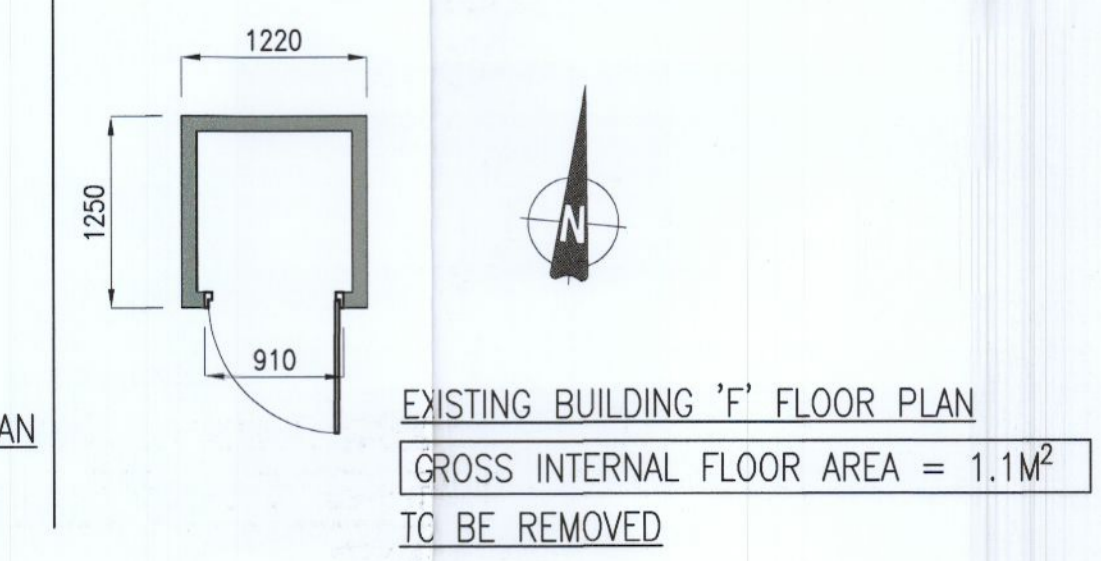 1220
1250
N
910
AN
EXISTING BUILDING 'F' FLOOR PLAN
GROSS INTERNAL FLOOR AREA = 1.1M²
TO BE REMOVED